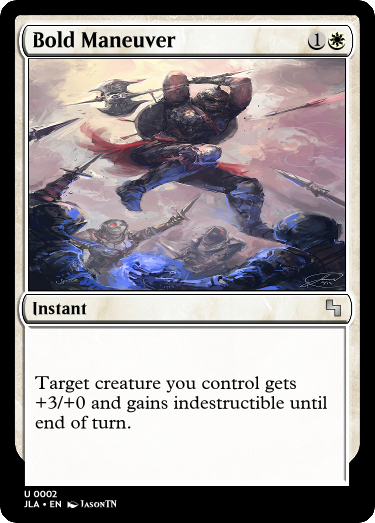 Bold Maneuver 1
Instant
Target creature you control gets
+3/+0 and gains indestructible until
end of turn.
U 0002
JLA • EN JASONTN